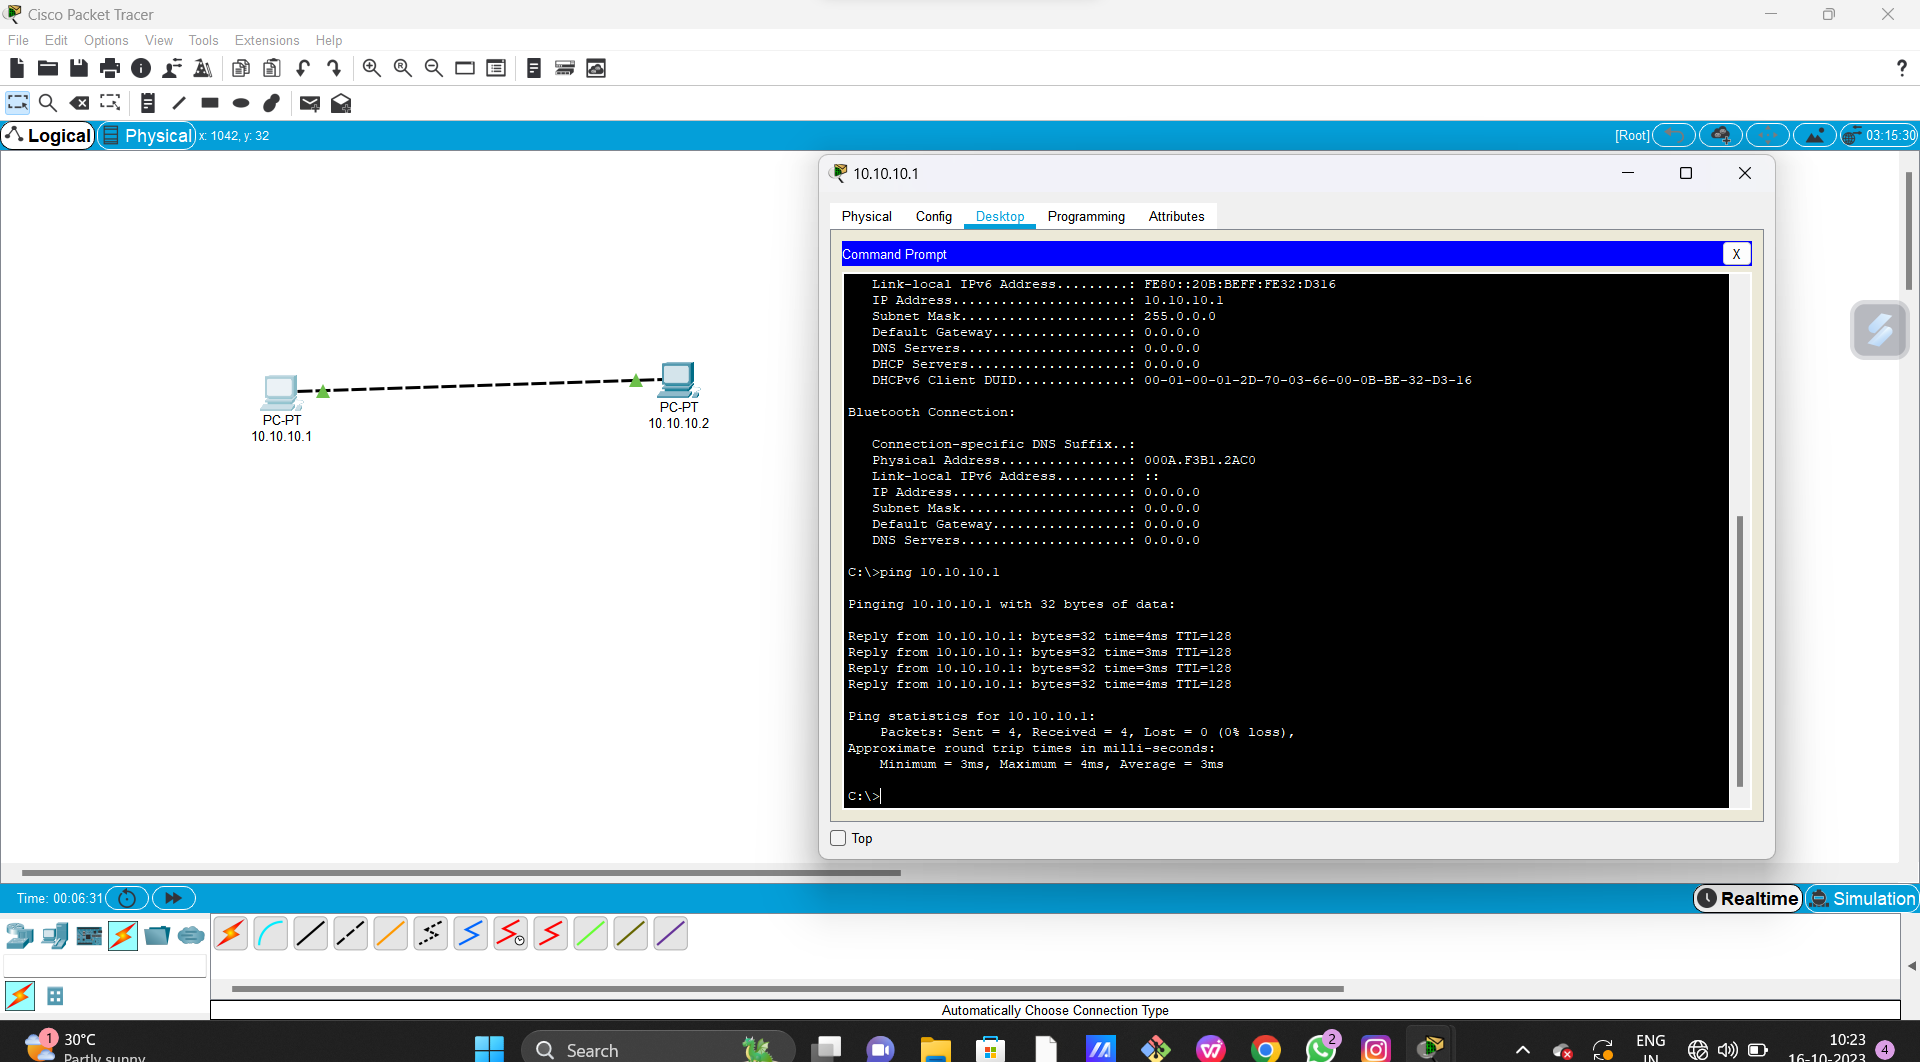 Cisco Packet Tracer
File Edit Options View Tools Extensions Help
?
Logical Physical x: 1042, y: 32 [Root] 03:15:30
10.10.10.1
Physical Config Desktop Programming Attributes
Command Prompt X
Link-local IPv6 Address.........: FE80::20B:BEFF:FE32:D316
IP Address......................: 10.10.10.1
Subnet Mask.....................: 255.0.0.0
Default Gateway.................: 0.0.0.0
DNS Servers.....................: 0.0.0.0
DHCP Servers....................: 0.0.0.0
DHCPv6 Client DUID..............: 00-01-00-01-2D-70-03-66-00-0B-BE-32-D3-16
Bluetooth Connection:
Connection-specific DNS Suffix..:
Physical Address................: 000A.F3B1.2AC0
Link-local IPv6 Address.........: ::
IP Address......................: 0.0.0.0
Subnet Mask.....................: 0.0.0.0
Default Gateway.................: 0.0.0.0
DNS Servers.....................: 0.0.0.0
C:\>ping 10.10.10.1
Pinging 10.10.10.1 with 32 bytes of data:
Reply from 10.10.10.1: bytes=32 time=4ms TTL=128
Reply from 10.10.10.1: bytes=32 time=3ms TTL=128
Reply from 10.10.10.1: bytes=32 time=3ms TTL=128
Reply from 10.10.10.1: bytes=32 time=4ms TTL=128
Ping statistics for 10.10.10.1:
Packets: Sent = 4, Received = 4, Lost = 0 (0% loss),
Approximate round trip times in milli-seconds:
Minimum = 3ms, Maximum = 4ms, Average = 3ms
C:\>
Top
PC-PT
10.10.10.1
PC-PT
10.10.10.2
Time: 00:06:31 Realtime Simulation
Automatically Choose Connection Type
1 30°C
Partly sunny
Search
2
ENG
IN
10:23
16-10-2023
4